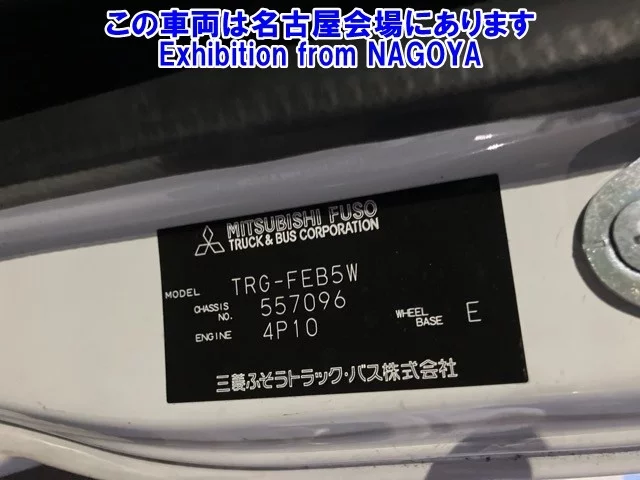 この車両は名古屋会場にあります
Exhibition from NAGOYA
MITSUBISHI FUSO
TRUCK & BUS CORPORATION
MODEL TRG-FEB5W
CHASSIS NO. 557096
ENGINE 4P10
WHEEL BASE E
三菱ふそうトラック・バス株式会社